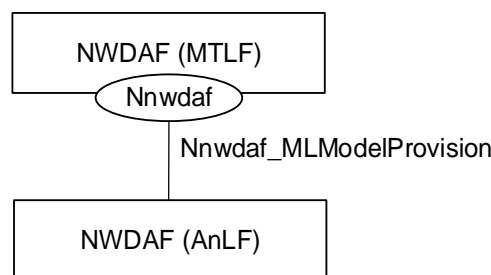 NWDAF (MTLF)
Nnwdaf
Nnwdaf_MLModelProvision
NWDAF (AnLF)